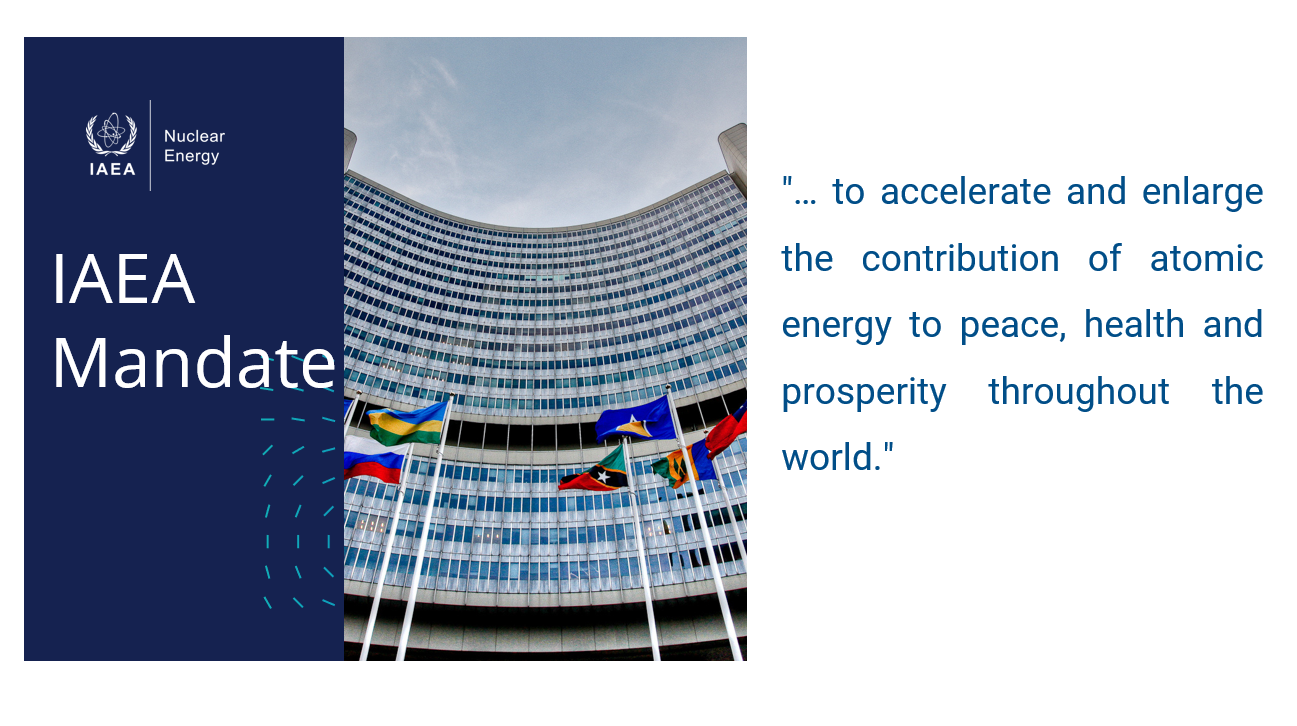 IAEA
Nuclear
Energy
IAEA
Mandate
"… to accelerate and enlarge
the contribution of atomic
energy to peace, health and
prosperity throughout the
world."